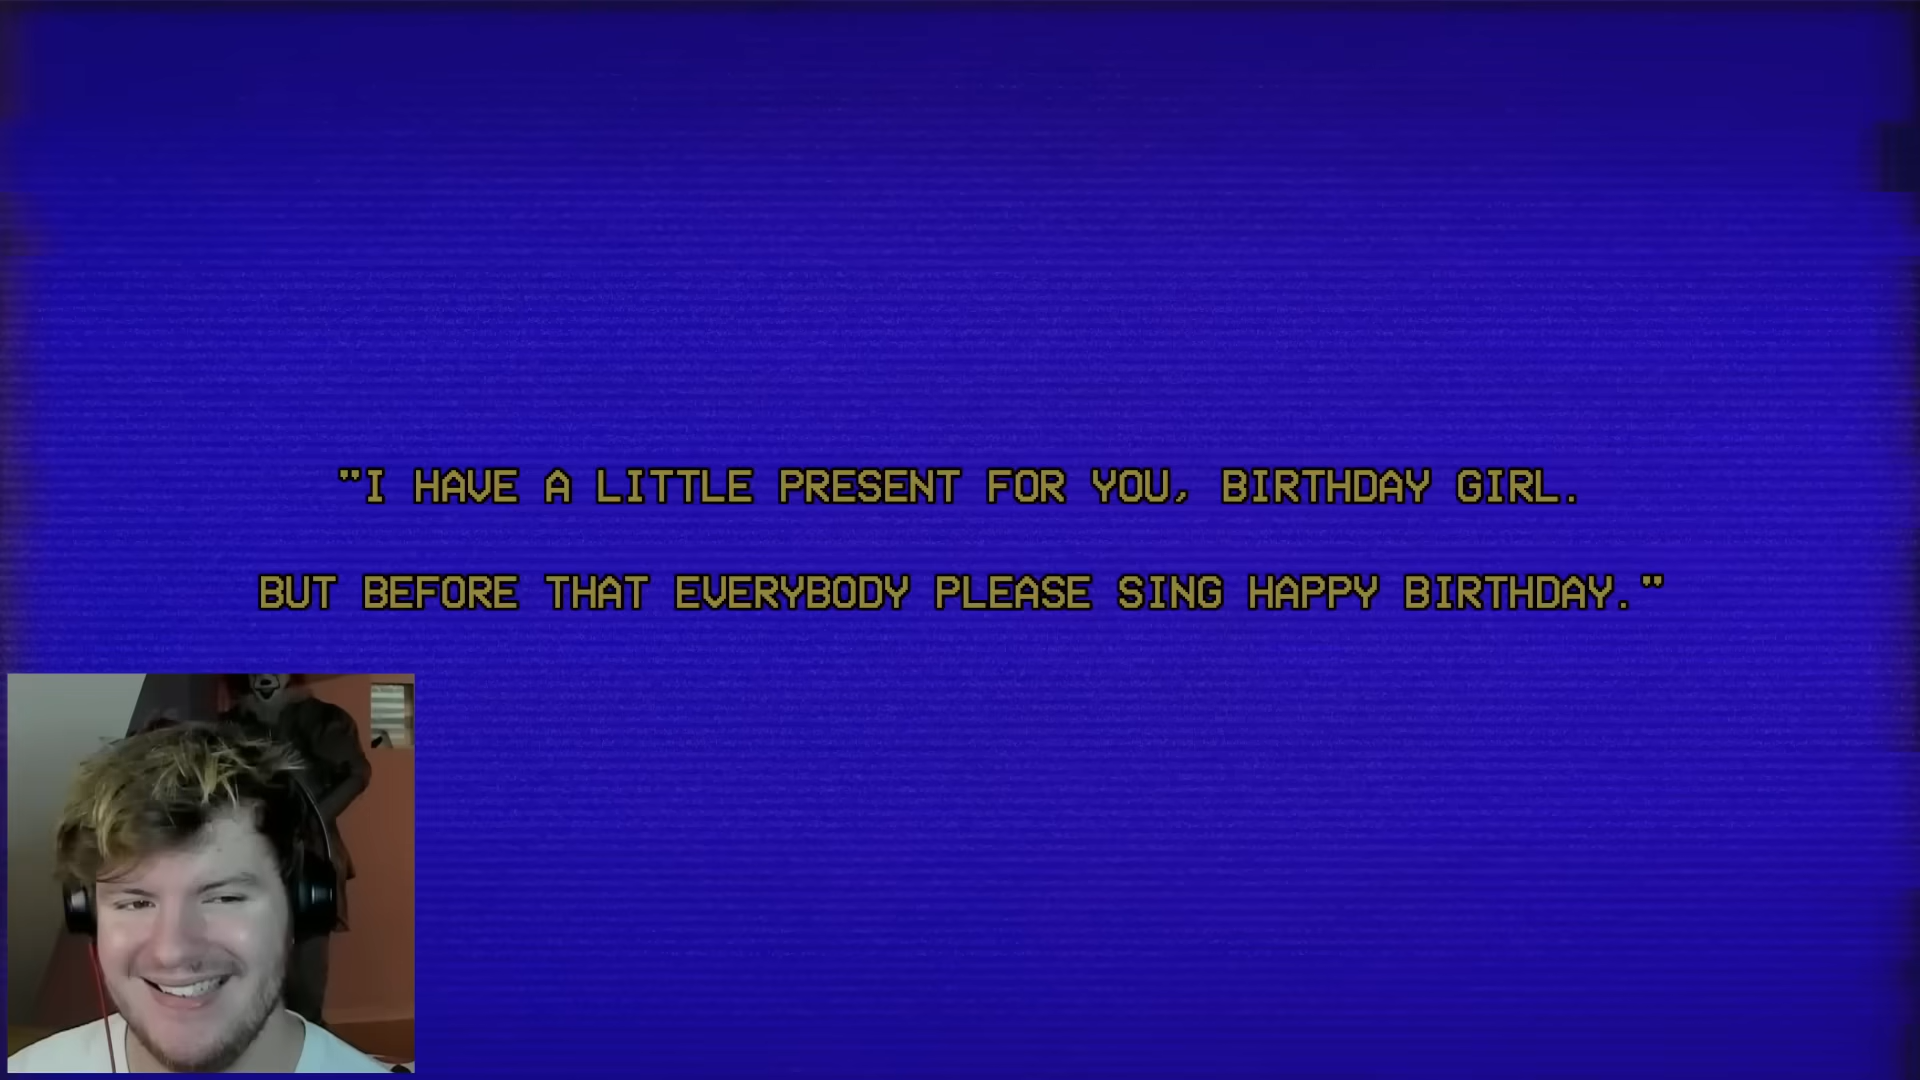 "I HAVE A LITTLE PRESENT FOR YOU, BIRTHDAY GIRL.
BUT BEFORE THAT EVERYBODY PLEASE SING HAPPY BIRTHDAY."